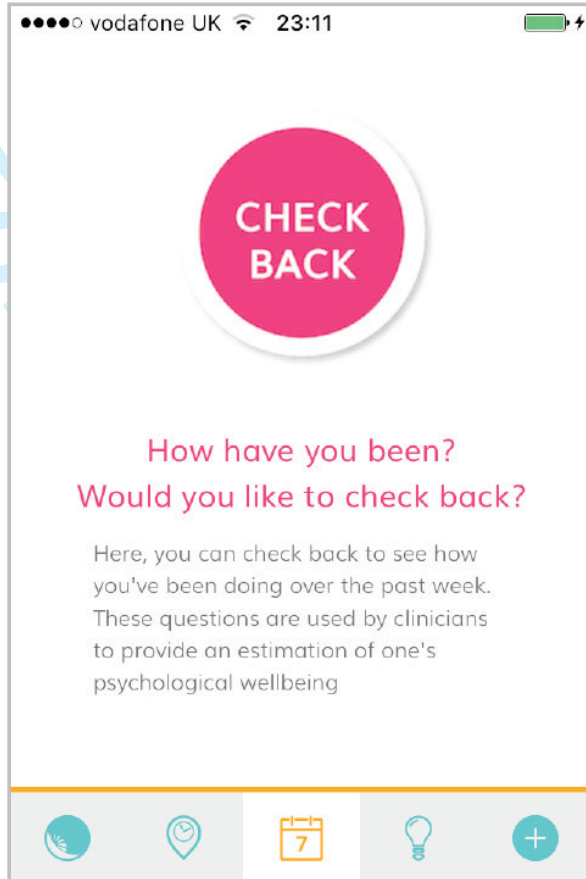 vodafone UK 23:11
CHECK
BACK
How have you been?
Would you like to check back?
Here, you can check back to see how
you've been doing over the past week.
These questions are used by clinicians
to provide an estimation of one's
psychological wellbeing
7